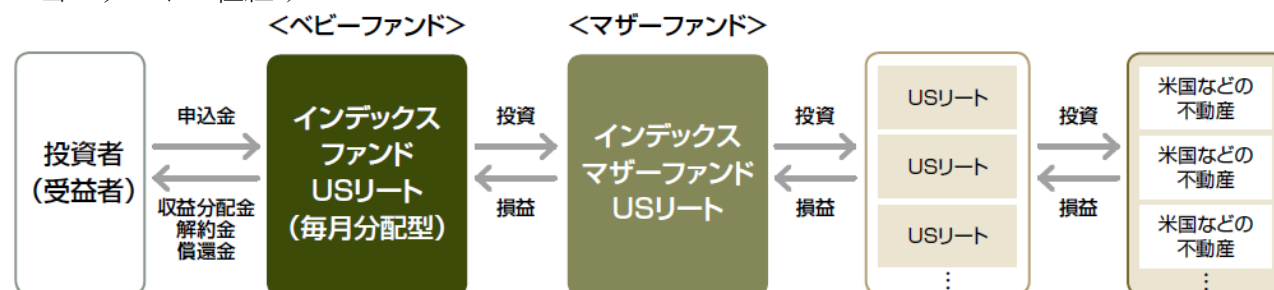 <ベビーファンド>
<マザーファンド>
投資者
(受益者)
申込金
収益分配金
解約金
償還金
インデックス
ファンド
USリート
(毎月分配型)
投資
損益
インデックス
マザーファンド
USリート
投資
損益
USリート
USリート
USリート
⋮
投資
損益
米国などの
不動産
米国などの
不動産
米国などの
不動産
⋮